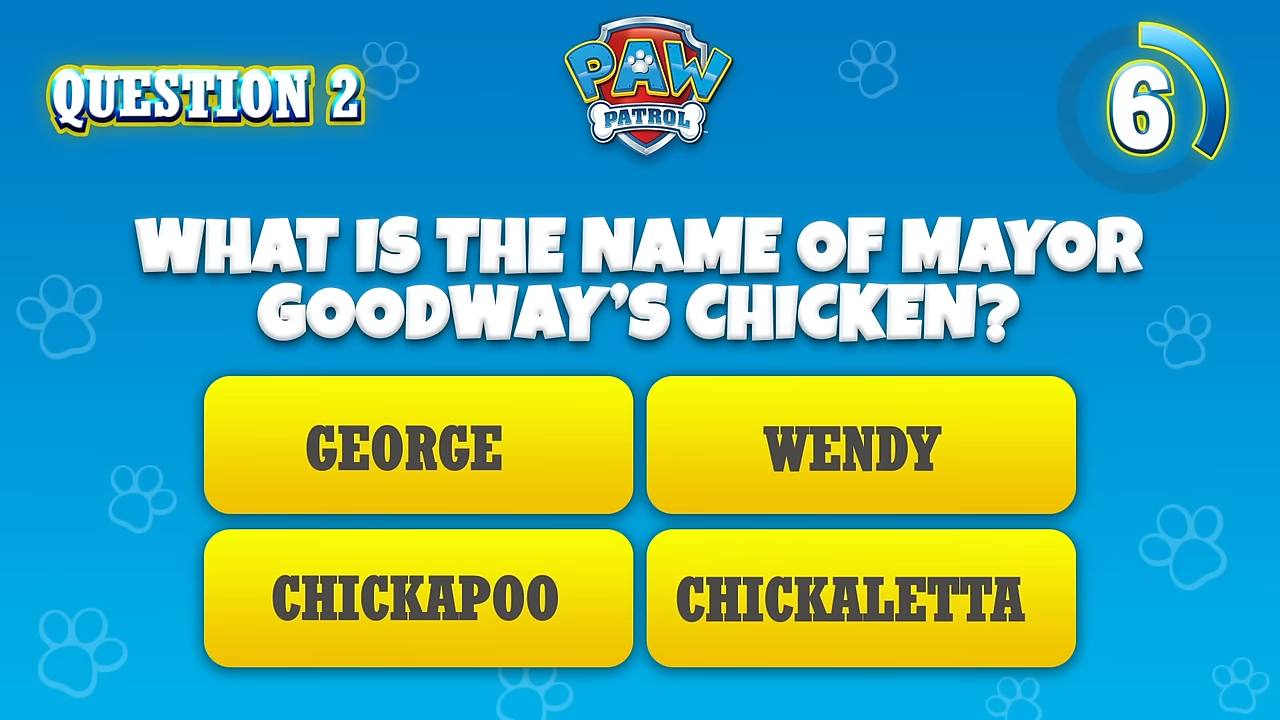 QUESTION 2
PAW
PATROL
6
WHAT IS THE NAME OF MAYOR
GOODWAY’S CHICKEN?
GEORGE
WENDY
CHICKAPOO
CHICKALETTA